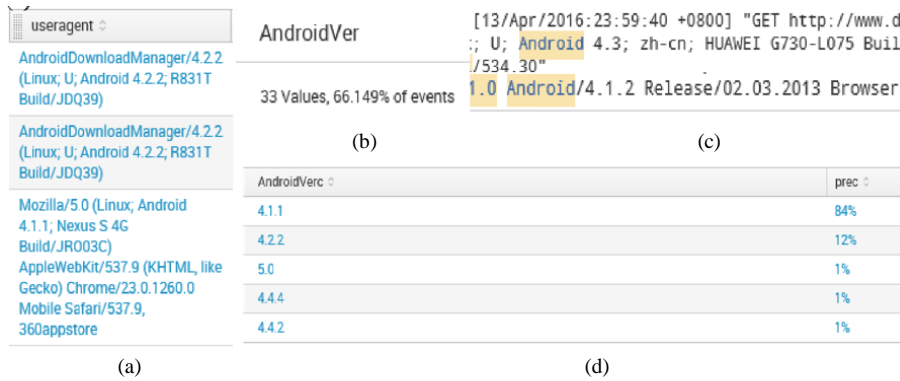 useragent
AndroidDownloadManager/4.2.2
(Linux; U; Android 4.2.2; R831T
Build/JDQ39)
AndroidDownloadManager/4.2.2
(Linux; U; Android 4.2.2; R831T
Build/JDQ39)
Mozilla/5.0 (Linux; Android
4.1.1; Nexus S 4G
Build/JRO03C)
AppleWebKit/537.9 (KHTML, like
Gecko) Chrome/23.0.1260.0
Mobile Safari/537.9,
360appstore
(a)
AndroidVer
33 Values, 66.149% of events
(b)
[13/Apr/2016:23:59:40 +0800] "GET http://www.d
; U; Android 4.3; zh-cn; HUAWEI G730-L075 Buil
/534.30"
1.0 Android/4.1.2 Release/02.03.2013 Browser
(c)
AndroidVerc prec
4.1.1 84%
4.2.2 12%
5.0 1%
4.4.4 1%
4.4.2 1%
(d)